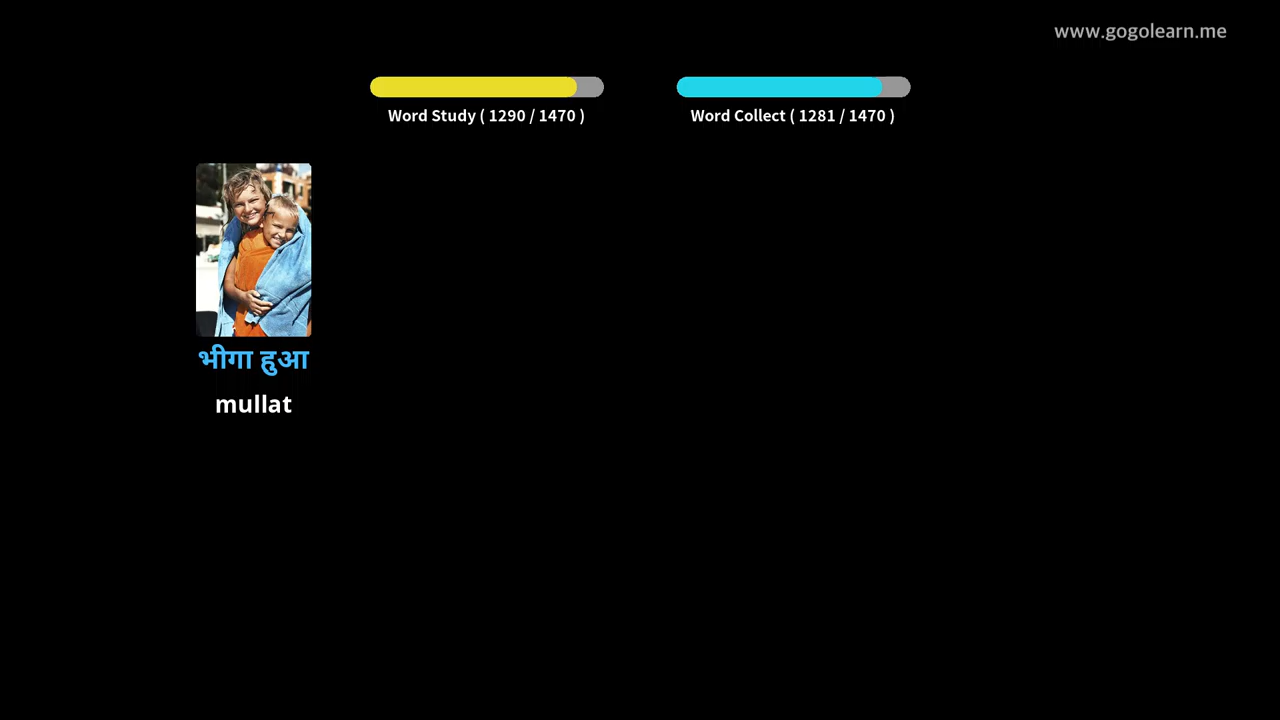 www.gogolearn.me
Word Study ( 1290 / 1470 )
Word Collect ( 1281 / 1470 )
भीगा हुआ
mullat